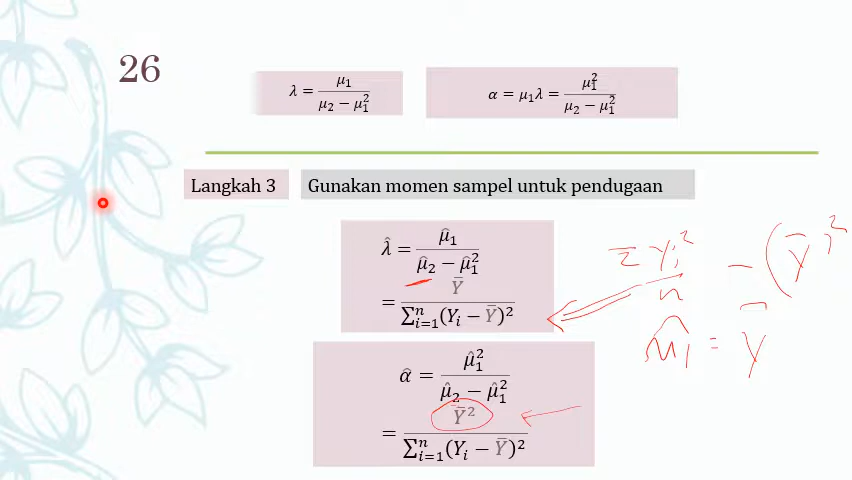 26
λ = μ₁ / (μ₂ − μ₁²)
α = μ₁λ = μ₁² / (μ₂ − μ₁²)
Langkah 3
Gunakan momen sampel untuk pendugaan
λ̂ = μ̂₁ / (μ̂₂ − μ̂₁²)
= Ȳ / ∑ᵢ₌₁ⁿ(Yᵢ − Ȳ)²
Σ Yᵢ² / n − (Ȳ)²
μ̂₁ = Ȳ
α̂ = μ̂₁² / (μ̂₂ − μ̂₁²)
= Ȳ² / ∑ᵢ₌₁ⁿ(Yᵢ − Ȳ)²